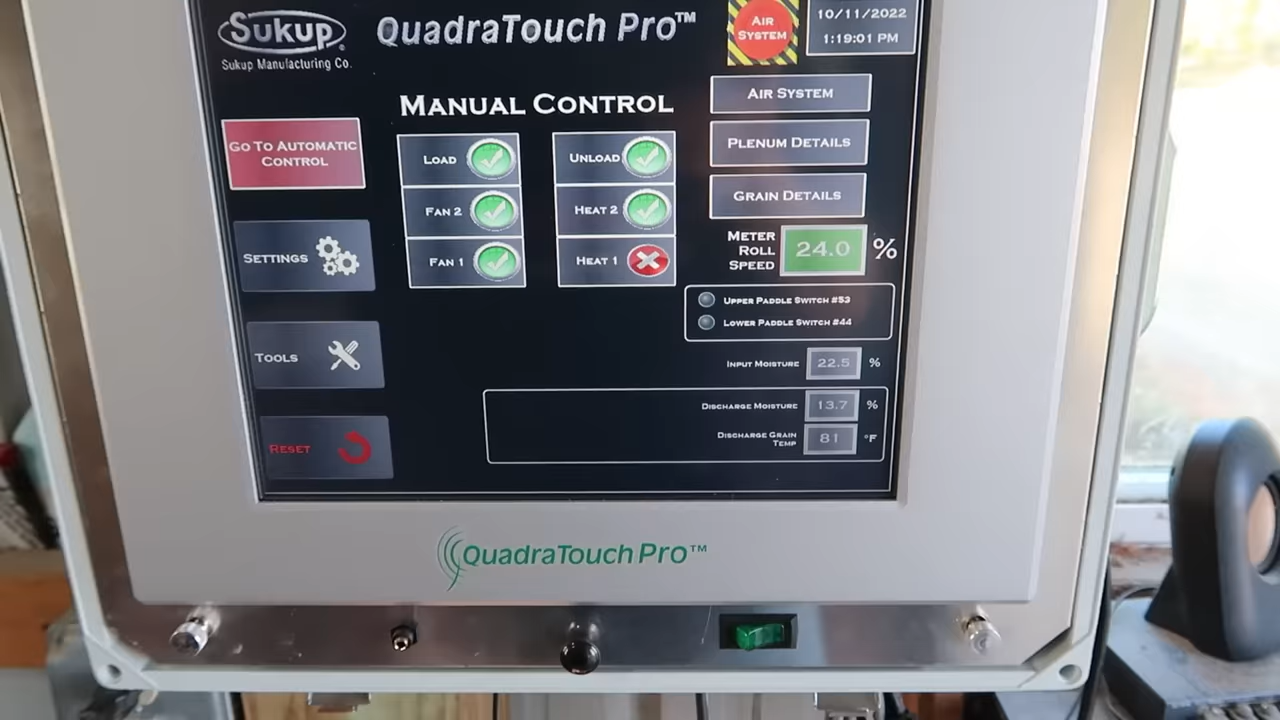 Sukup
Sukup Manufacturing Co.
QuadraTouch Pro™
AIR
SYSTEM
10/11/2022
1:19:01 PM
MANUAL CONTROL
GO TO AUTOMATIC
CONTROL
LOAD
UNLOAD
FAN 2
HEAT 2
FAN 1
HEAT 1
AIR SYSTEM
PLENUM DETAILS
GRAIN DETAILS
METER
ROLL
SPEED
24.0 %
SETTINGS
UPPER PADDLE SWITCH #53
LOWER PADDLE SWITCH #44
TOOLS
INPUT MOISTURE 22.5 %
DISCHARGE MOISTURE 13.7 %
DISCHARGE GRAIN
TEMP 81 °F
RESET
QuadraTouch Pro™